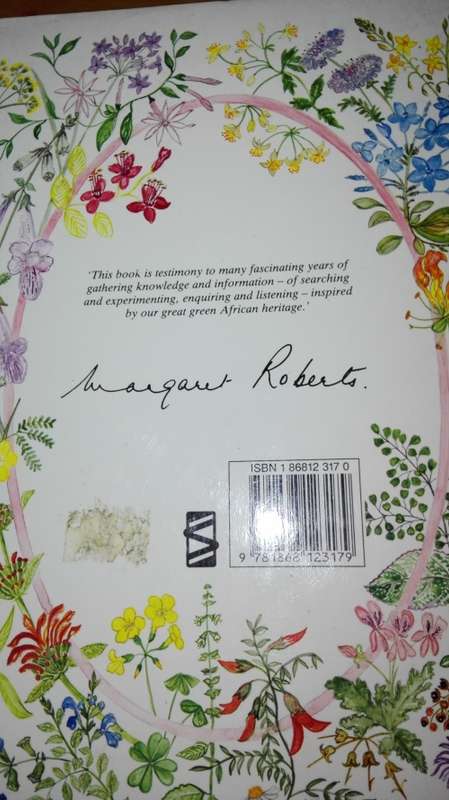 'This book is testimony to many fascinating years of
gathering knowledge and information – of searching
and experimenting, enquiring and listening – inspired
by our great green African heritage.'
Margaret Roberts.
ISBN 1 86812 317 0
9 781868 123179